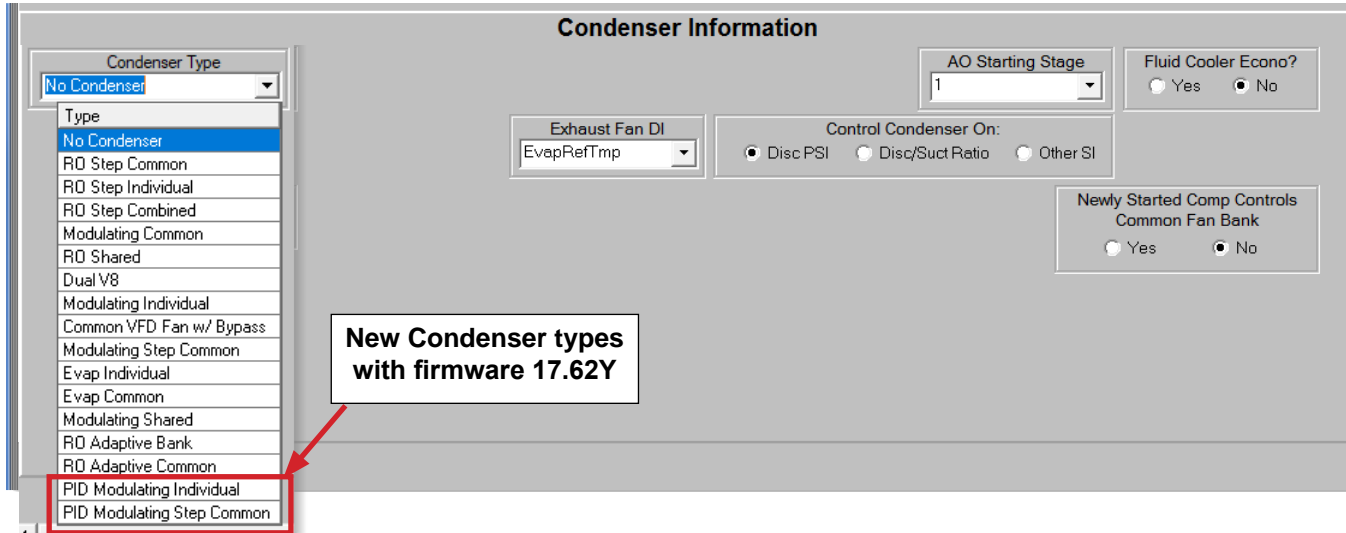 Condenser Information
Condenser Type
No Condenser
AO Starting Stage
1
Fluid Cooler Econo?
Yes No
Type
No Condenser
RO Step Common
RO Step Individual
RO Step Combined
Modulating Common
RO Shared
Dual V8
Modulating Individual
Common VFD Fan w/ Bypass
Modulating Step Common
Evap Individual
Evap Common
Modulating Shared
RO Adaptive Bank
RO Adaptive Common
PID Modulating Individual
PID Modulating Step Common
Exhaust Fan DI
EvapRefTmp
Control Condenser On:
Disc PSI Disc/Suct Ratio Other SI
Newly Started Comp Controls
Common Fan Bank
Yes No
New Condenser types
with firmware 17.62Y